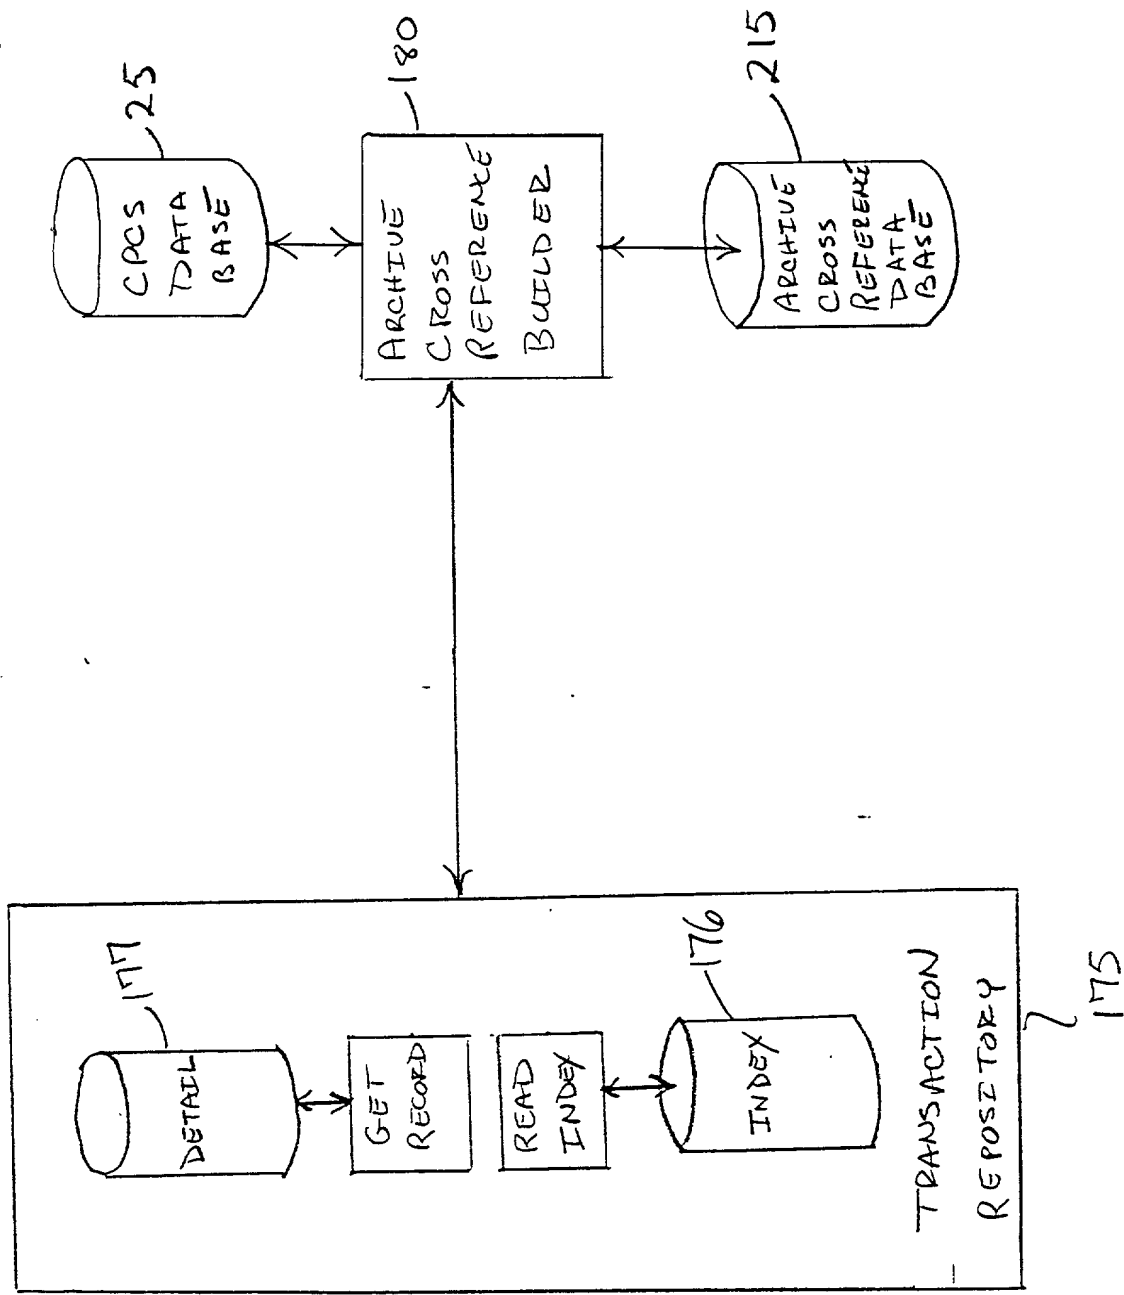 CPCS
DATA
BASE
25
ARCHIVE
CROSS
REFERENCE
BUILDER
180
ARCHIVE
CROSS
REFERENCE
DATA
BASE
215
DETAIL
177
GET
RECORD
READ
INDEX
INDEX
176
TRANSACTION
REPOSITORY
175